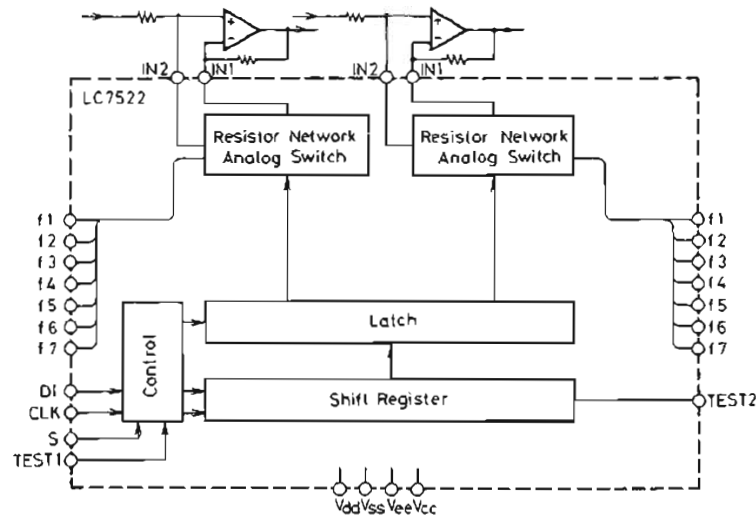 IN2 IN1 IN2 IN1
LC7522
Resistor Network
Analog Switch
Resistor Network
Analog Switch
f1 f1
f2 f2
f3 f3
f4 f4
f5 f5
f6 f6
f7 f7
Latch
Control
DI
Shift Register
TEST2
CLK
S
TEST1
Vdd Vss Vee Vcc